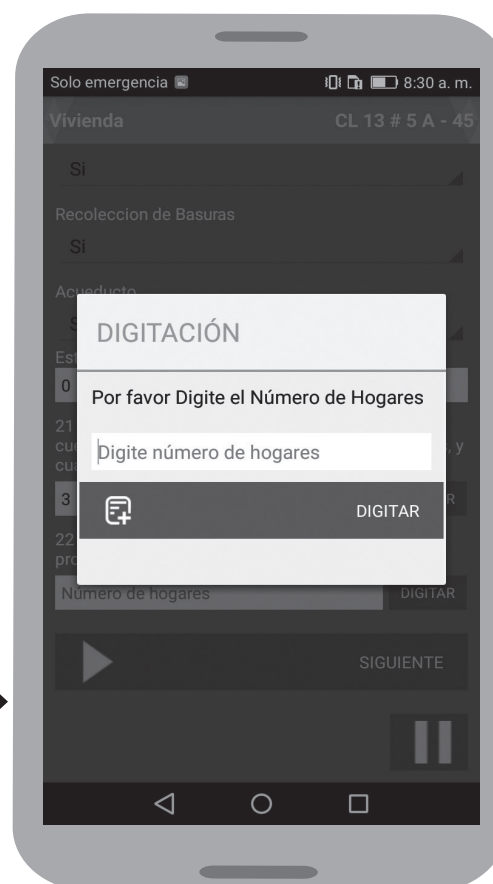 Solo emergencia 8:30 a. m.
Vivienda CL 13 # 5 A - 45
Si
Recoleccion de Basuras
Si
Acueducto
DIGITACIÓN
0
Por favor Digite el Número de Hogares
21
Digite número de hogares
, y
3
DIGITAR
R
22
Número de hogares DIGITAR
SIGUIENTE